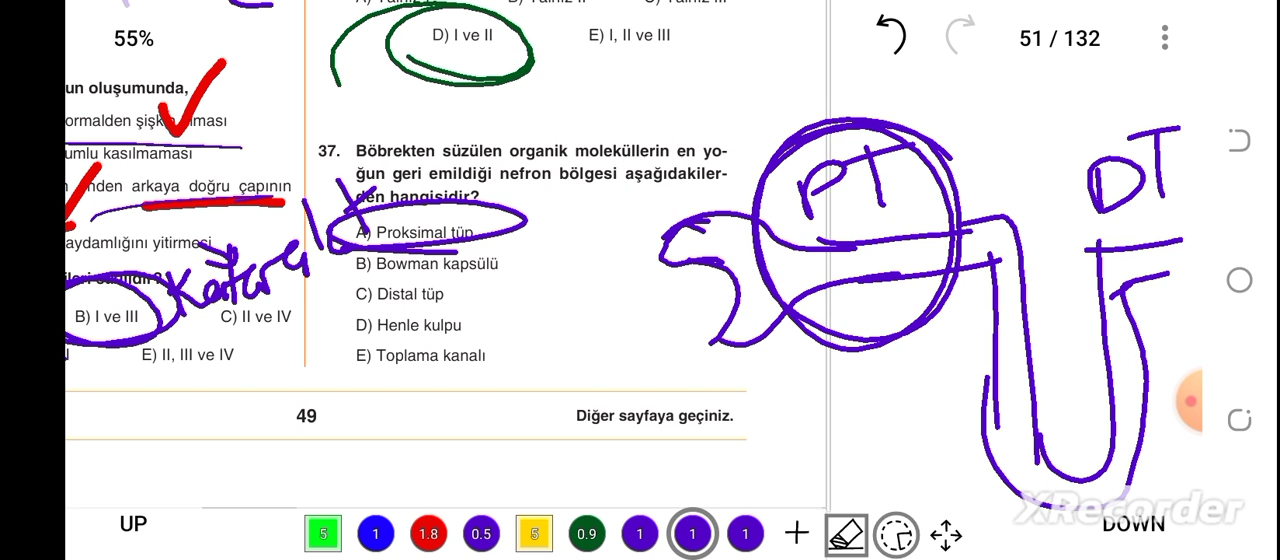 55%
un oluşumunda,
ormalden şişkin olması
umlu kasılmaması
nden arkaya doğru çapının
aydamlığını yitirmesi
Katarakt
B) I ve III
C) II ve IV
E) II, III ve IV
D) I ve II
E) I, II ve III
37. Böbrekten süzülen organik moleküllerin en yo-
ğun geri emildiği nefron bölgesi aşağıdakiler-
den hangisidir?
A) Proksimal tüp
B) Bowman kapsülü
C) Distal tüp
D) Henle kulpu
E) Toplama kanalı
49
Diğer sayfaya geçiniz.
51 / 132
PT
DT
UP
5
1
1.8
0.5
5
0.9
1
1
1
XRecorder
DOWN